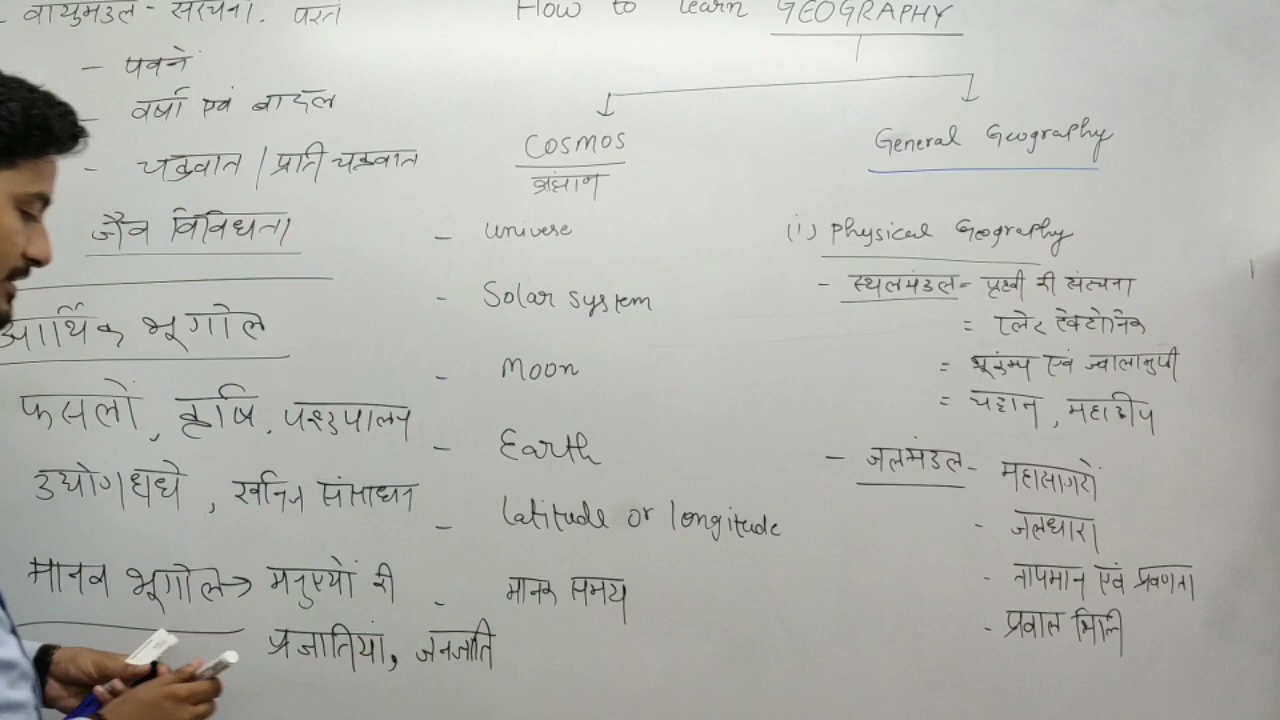 How to learn GEOGRAPHY
COSMOS
ब्रह्माण
- Univese
- Solar system
- Moon
- Earth
- latitude or longitude
- मानक समय
General Geography
(1) Physical Geography
- स्थलमंडल = पृथ्वी की संरचना
= प्लेट टेक्टोनिक
= भूकंम्प एवं ज्वालामुखी
= चट्टान, महाद्वीप
- जलमंडल - महासागरों
- जलधारा
- तापमान एवं प्रवणता
- प्रवाल भित्ति
- वायुमंडल - संरचना. परतं
- पवनें
- वर्षा एवं बादल
- चक्रवात / प्रति चक्रवात
जैव विविधता
आर्थिक भूगोल
फसलों, कृषि, पशुपालन
उद्योग धंधे, खनिज संसाधन
मानव भूगोल → मनुष्यों की
प्रजातियां, जनजाति